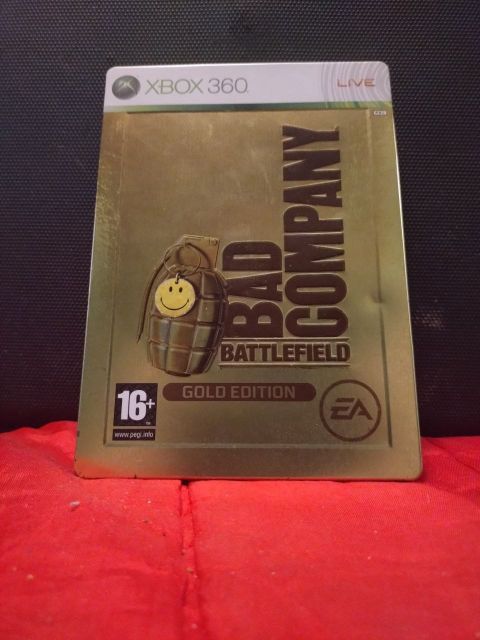 XBOX 360
LIVE
BAD
COMPANY
BATTLEFIELD
GOLD EDITION
16+
www.pegi.info
EA